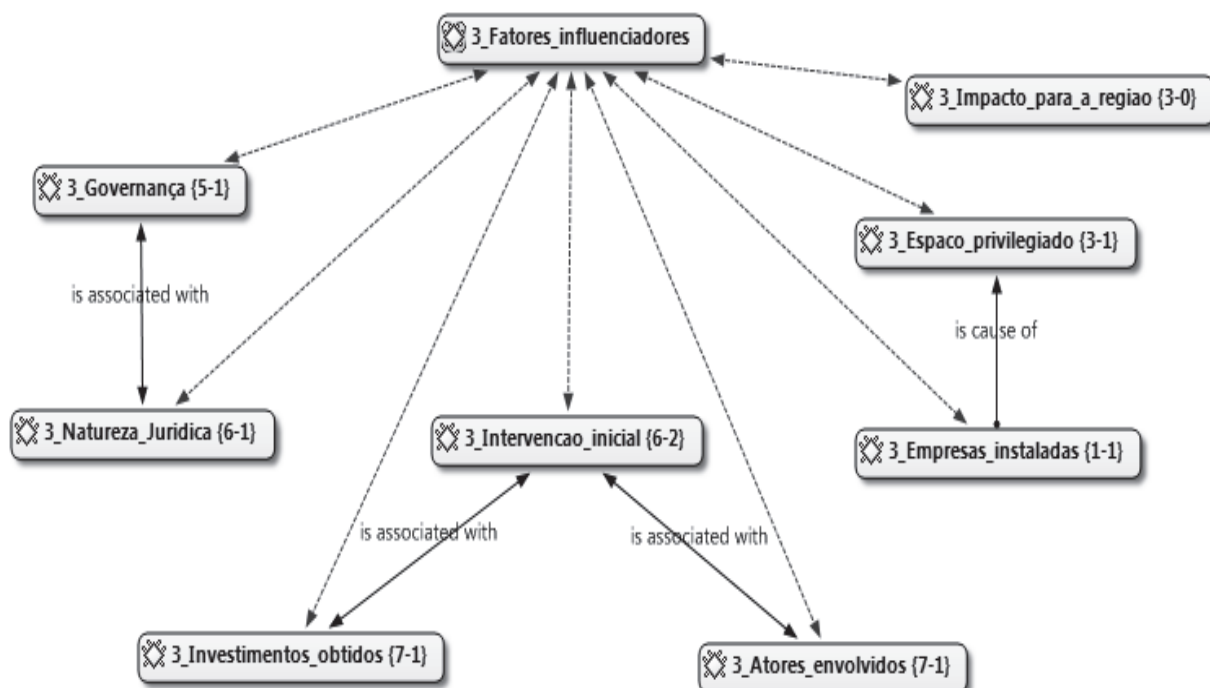 3_Fatores_influenciadores
3_Impacto_para_a_regiao {3-0}
3_Governança {5-1}
3_Espaco_privilegiado {3-1}
is associated with
is cause of
3_Natureza_Juridica {6-1}
3_Intervencao_inicial {6-2}
3_Empresas_instaladas {1-1}
is associated with
is associated with
3_Investimentos_obtidos {7-1}
3_Atores_envolvidos {7-1}